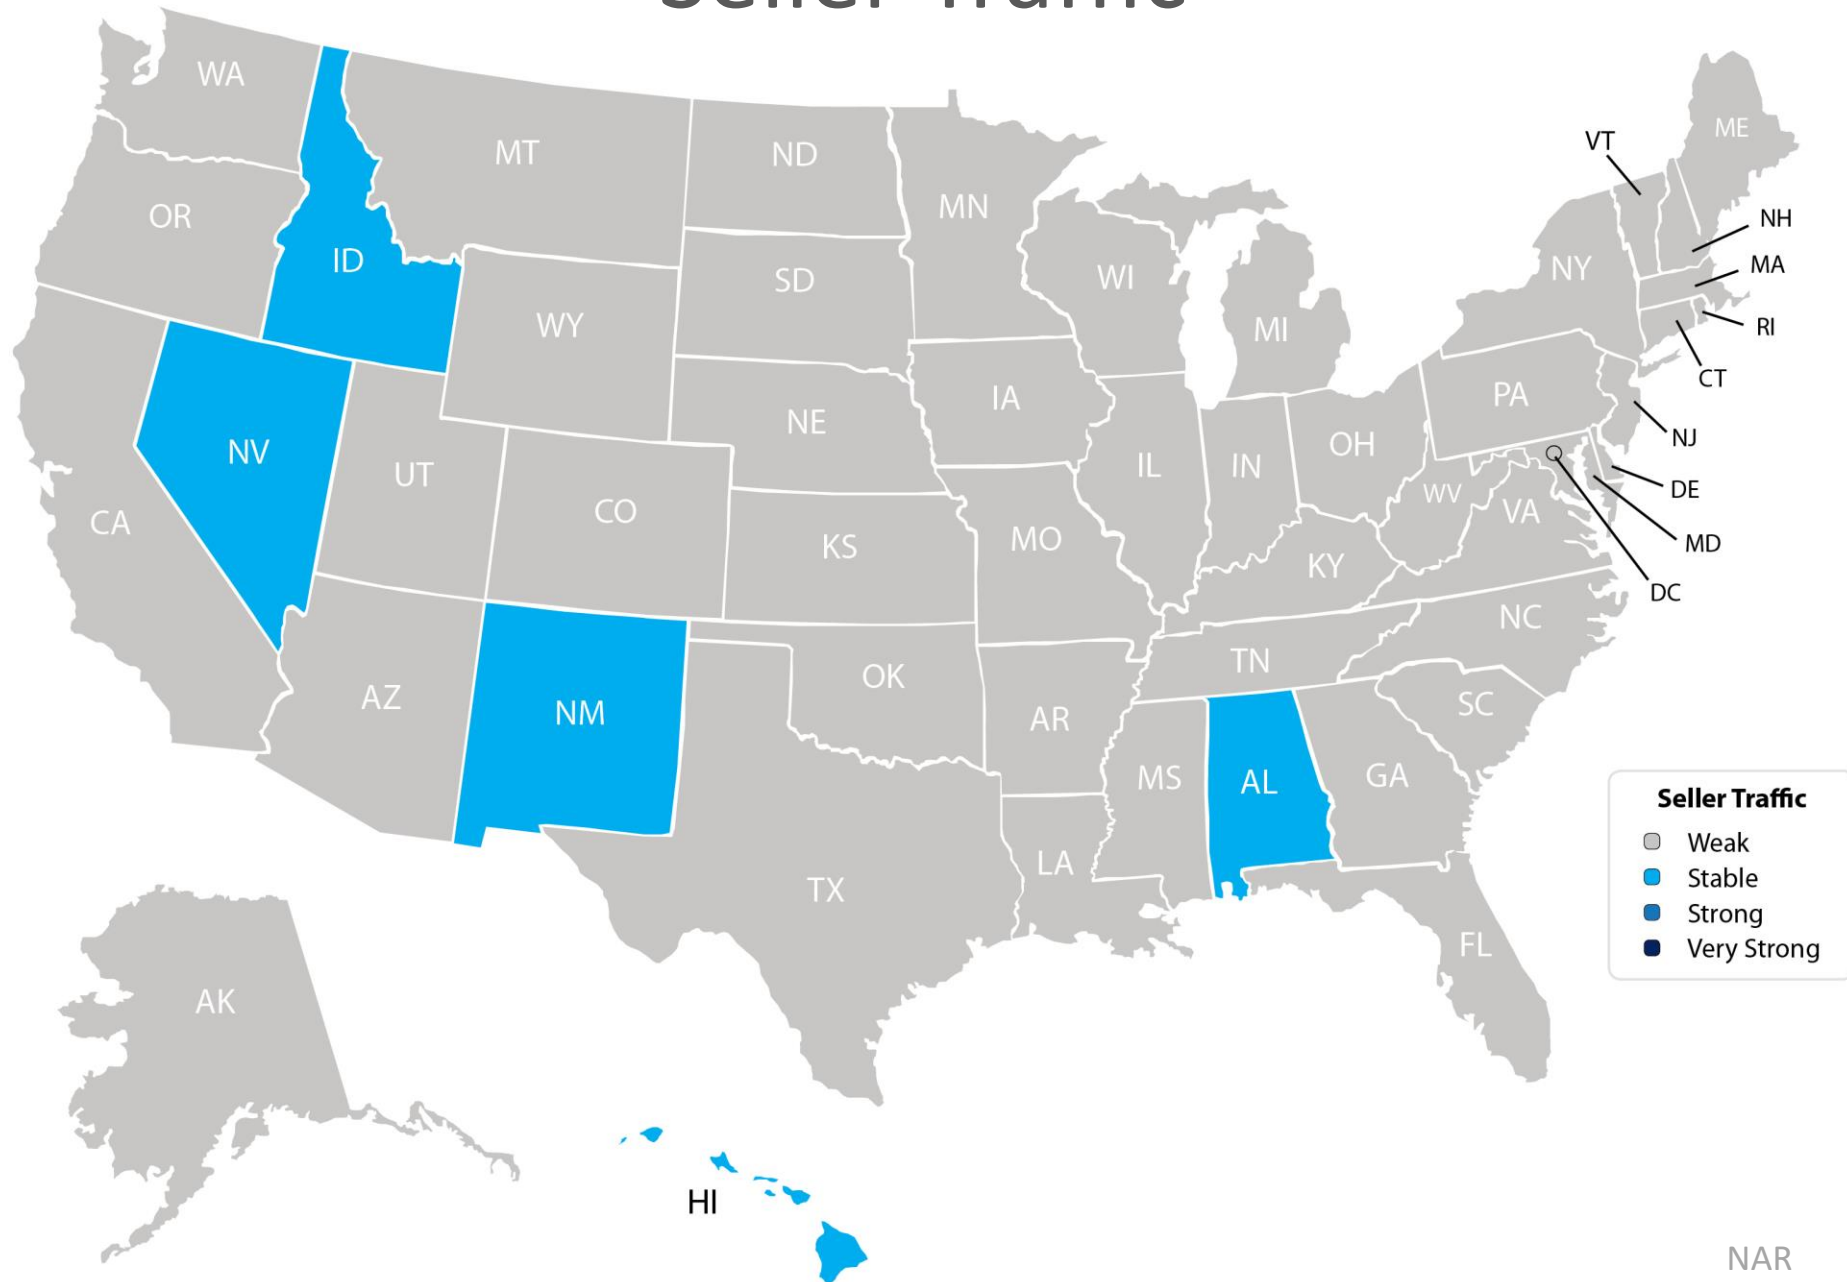 Seller Traffic
WA
MT
ND
MN
ME
VT
OR
ID
SD
WI
MI
NY
NH
MA
RI
CT
WY
IA
NE
PA
NJ
NV
UT
CO
IL
IN
OH
WV
VA
DE
MD
DC
CA
KS
MO
KY
NC
TN
OK
AZ
NM
AR
SC
MS
AL
GA
LA
TX
FL
AK
HI
Seller Traffic
Weak
Stable
Strong
Very Strong
NAR